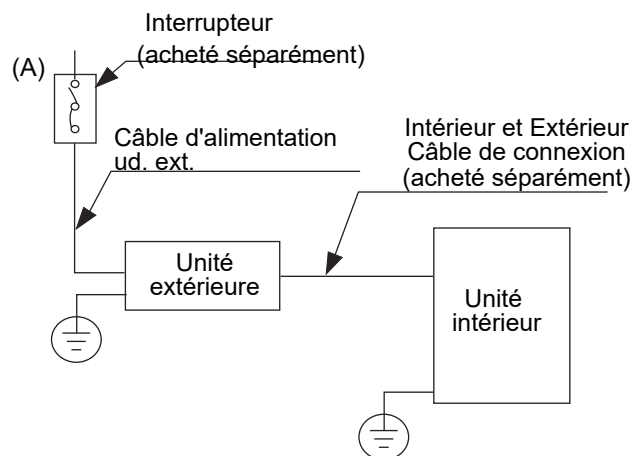 Interrupteur
(acheté séparément)
(A)
Câble d'alimentation
ud. ext.
Intérieur et Extérieur
Câble de connexion
(acheté séparément)
Unité
extérieure
Unité
intérieur